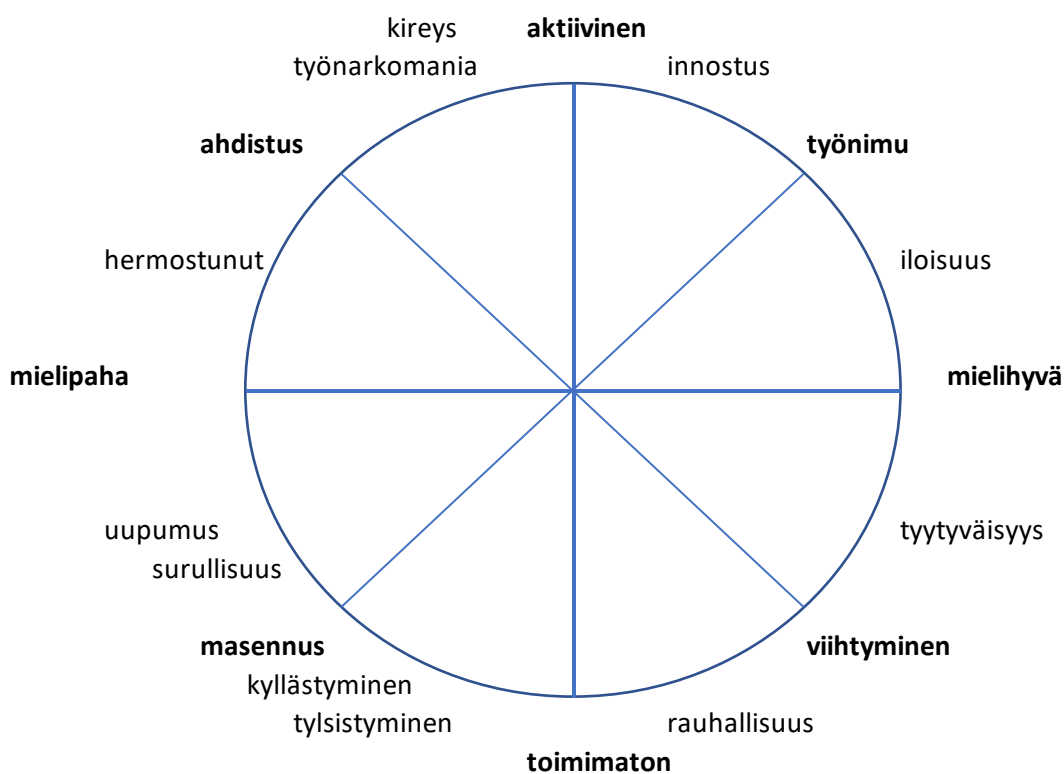 kireys aktiivinen
työnarkomania innostus
ahdistus työnimu
hermostunut iloisuus
mielipaha mielihyvä
uupumus tyytyväisyys
surullisuus
masennus viihtyminen
kyllästyminen
tylsistyminen rauhallisuus
toimimaton